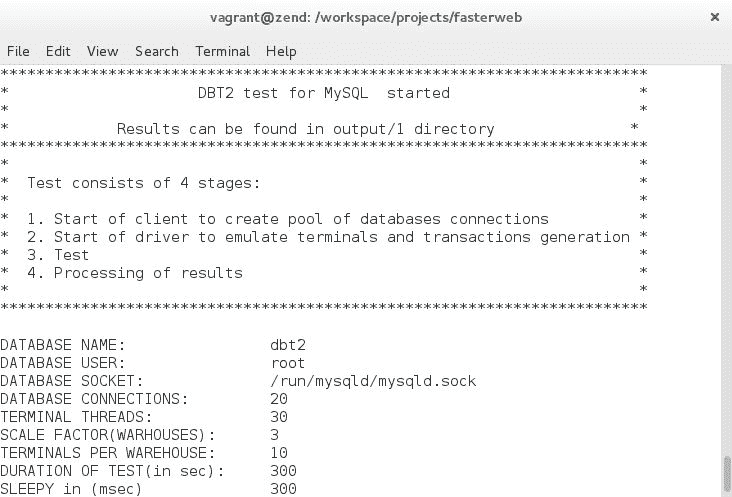 vagrant@zend: /workspace/projects/fasterweb ×
File Edit View Search Terminal Help
************************************************************************
* DBT2 test for MySQL  started *
* *
* Results can be found in output/1 directory *
************************************************************************
* *
* Test consists of 4 stages: *
* *
* 1. Start of client to create pool of databases connections *
* 2. Start of driver to emulate terminals and transactions generation *
* 3. Test *
* 4. Processing of results *
* *
************************************************************************
DATABASE NAME: dbt2
DATABASE USER: root
DATABASE SOCKET: /run/mysqld/mysqld.sock
DATABASE CONNECTIONS: 20
TERMINAL THREADS: 30
SCALE FACTOR(WARHOUSES): 3
TERMINALS PER WAREHOUSE: 10
DURATION OF TEST(in sec): 300
SLEEPY in (msec) 300